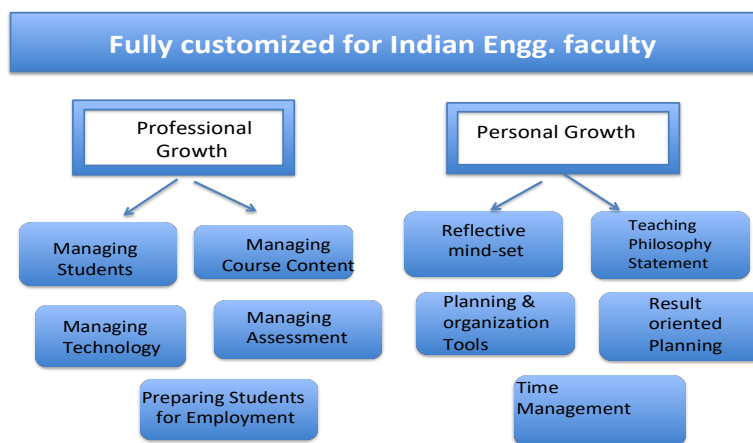 Fully customized for Indian Engg. faculty
Professional
Growth
Personal Growth
Managing
Students
Managing
Course Content
Managing
Technology
Managing
Assessment
Preparing Students
for Employment
Reflective
mind-set
Teaching
Philosophy
Statement
Planning &
organization
Tools
Result
oriented
Planning
Time
Management